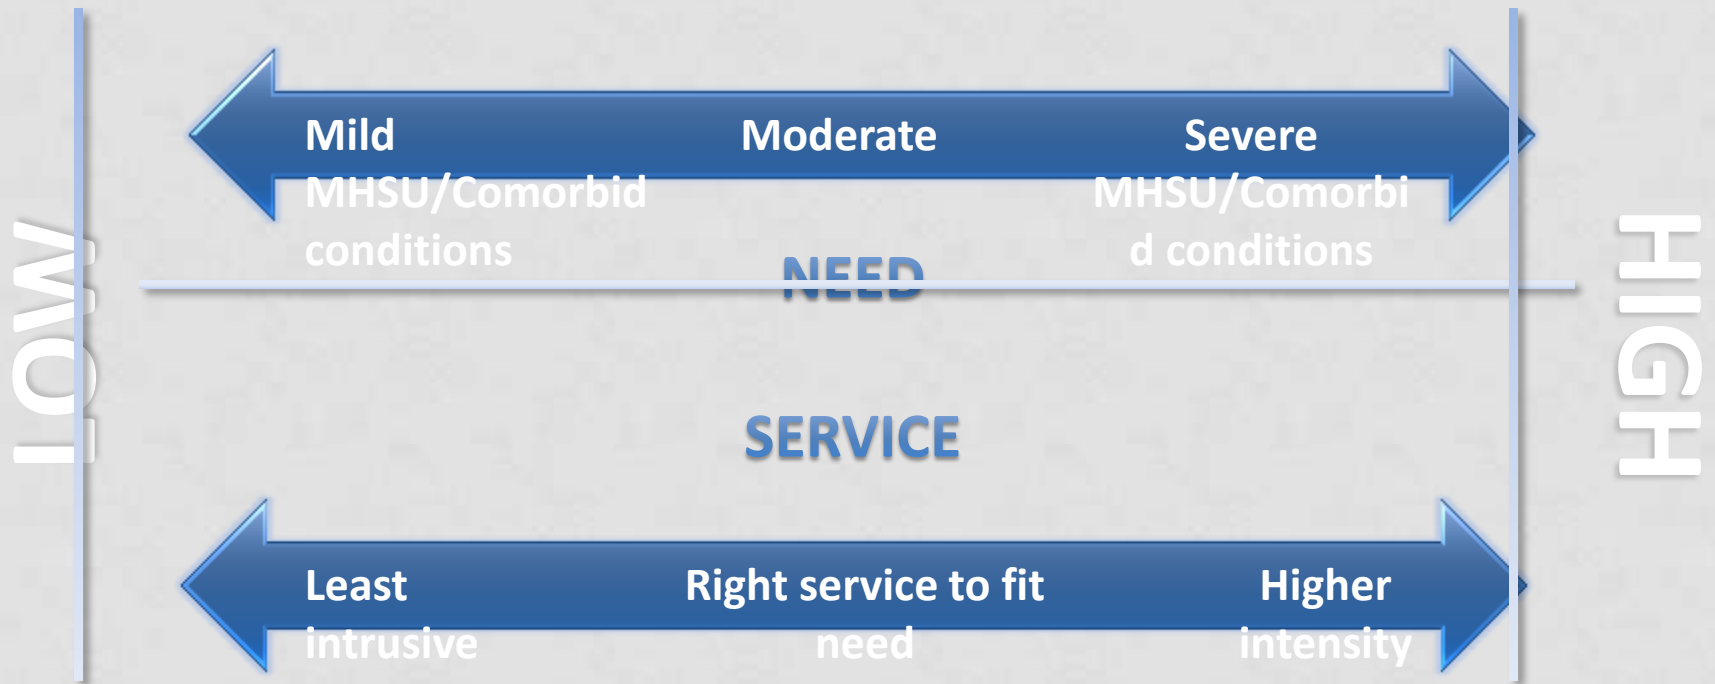 LOW
Mild Moderate Severe
MHSU/Comorbid MHSU/Comorbi
conditions d conditions
NEED
HIGH
SERVICE
Least Right service to fit Higher
intrusive need intensity